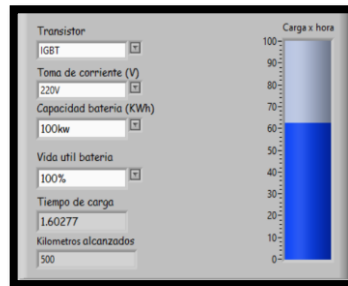 Transistor
IGBT
Toma de corriente (V)
220V
Capacidad bateria (KWh)
100kw
Vida util bateria
100%
Tiempo de carga
1.60277
Kilometros alcanzados
500
Carga x hora
100
90
80
70
60
50
40
30
20
10
0